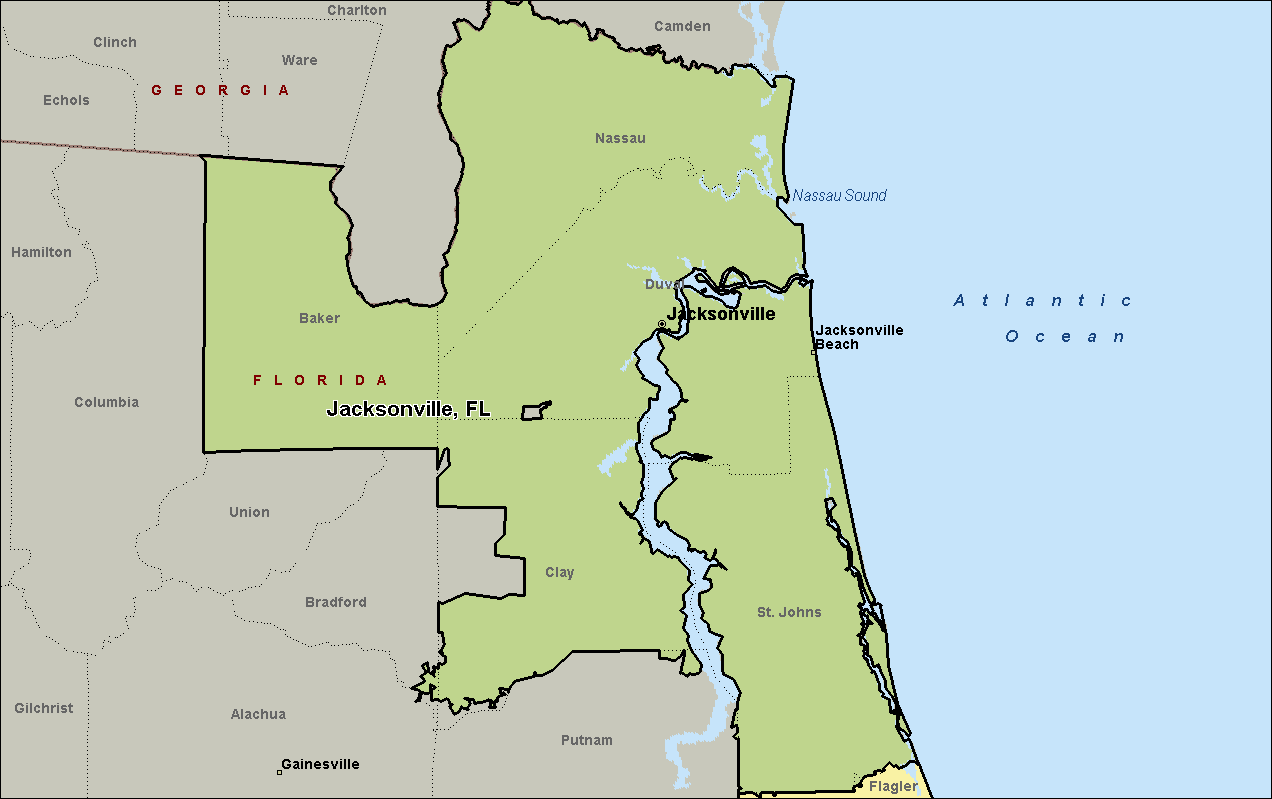 Charlton
Camden
Clinch
Ware
GEORGIA
Echols
Nassau
Nassau Sound
Hamilton
Duval
Atlantic
Ocean
Jacksonville
Baker
Jacksonville
Beach
FLORIDA
Columbia
Jacksonville, FL
Union
Clay
Bradford
St. Johns
Gilchrist
Alachua
Putnam
Gainesville
Flagler